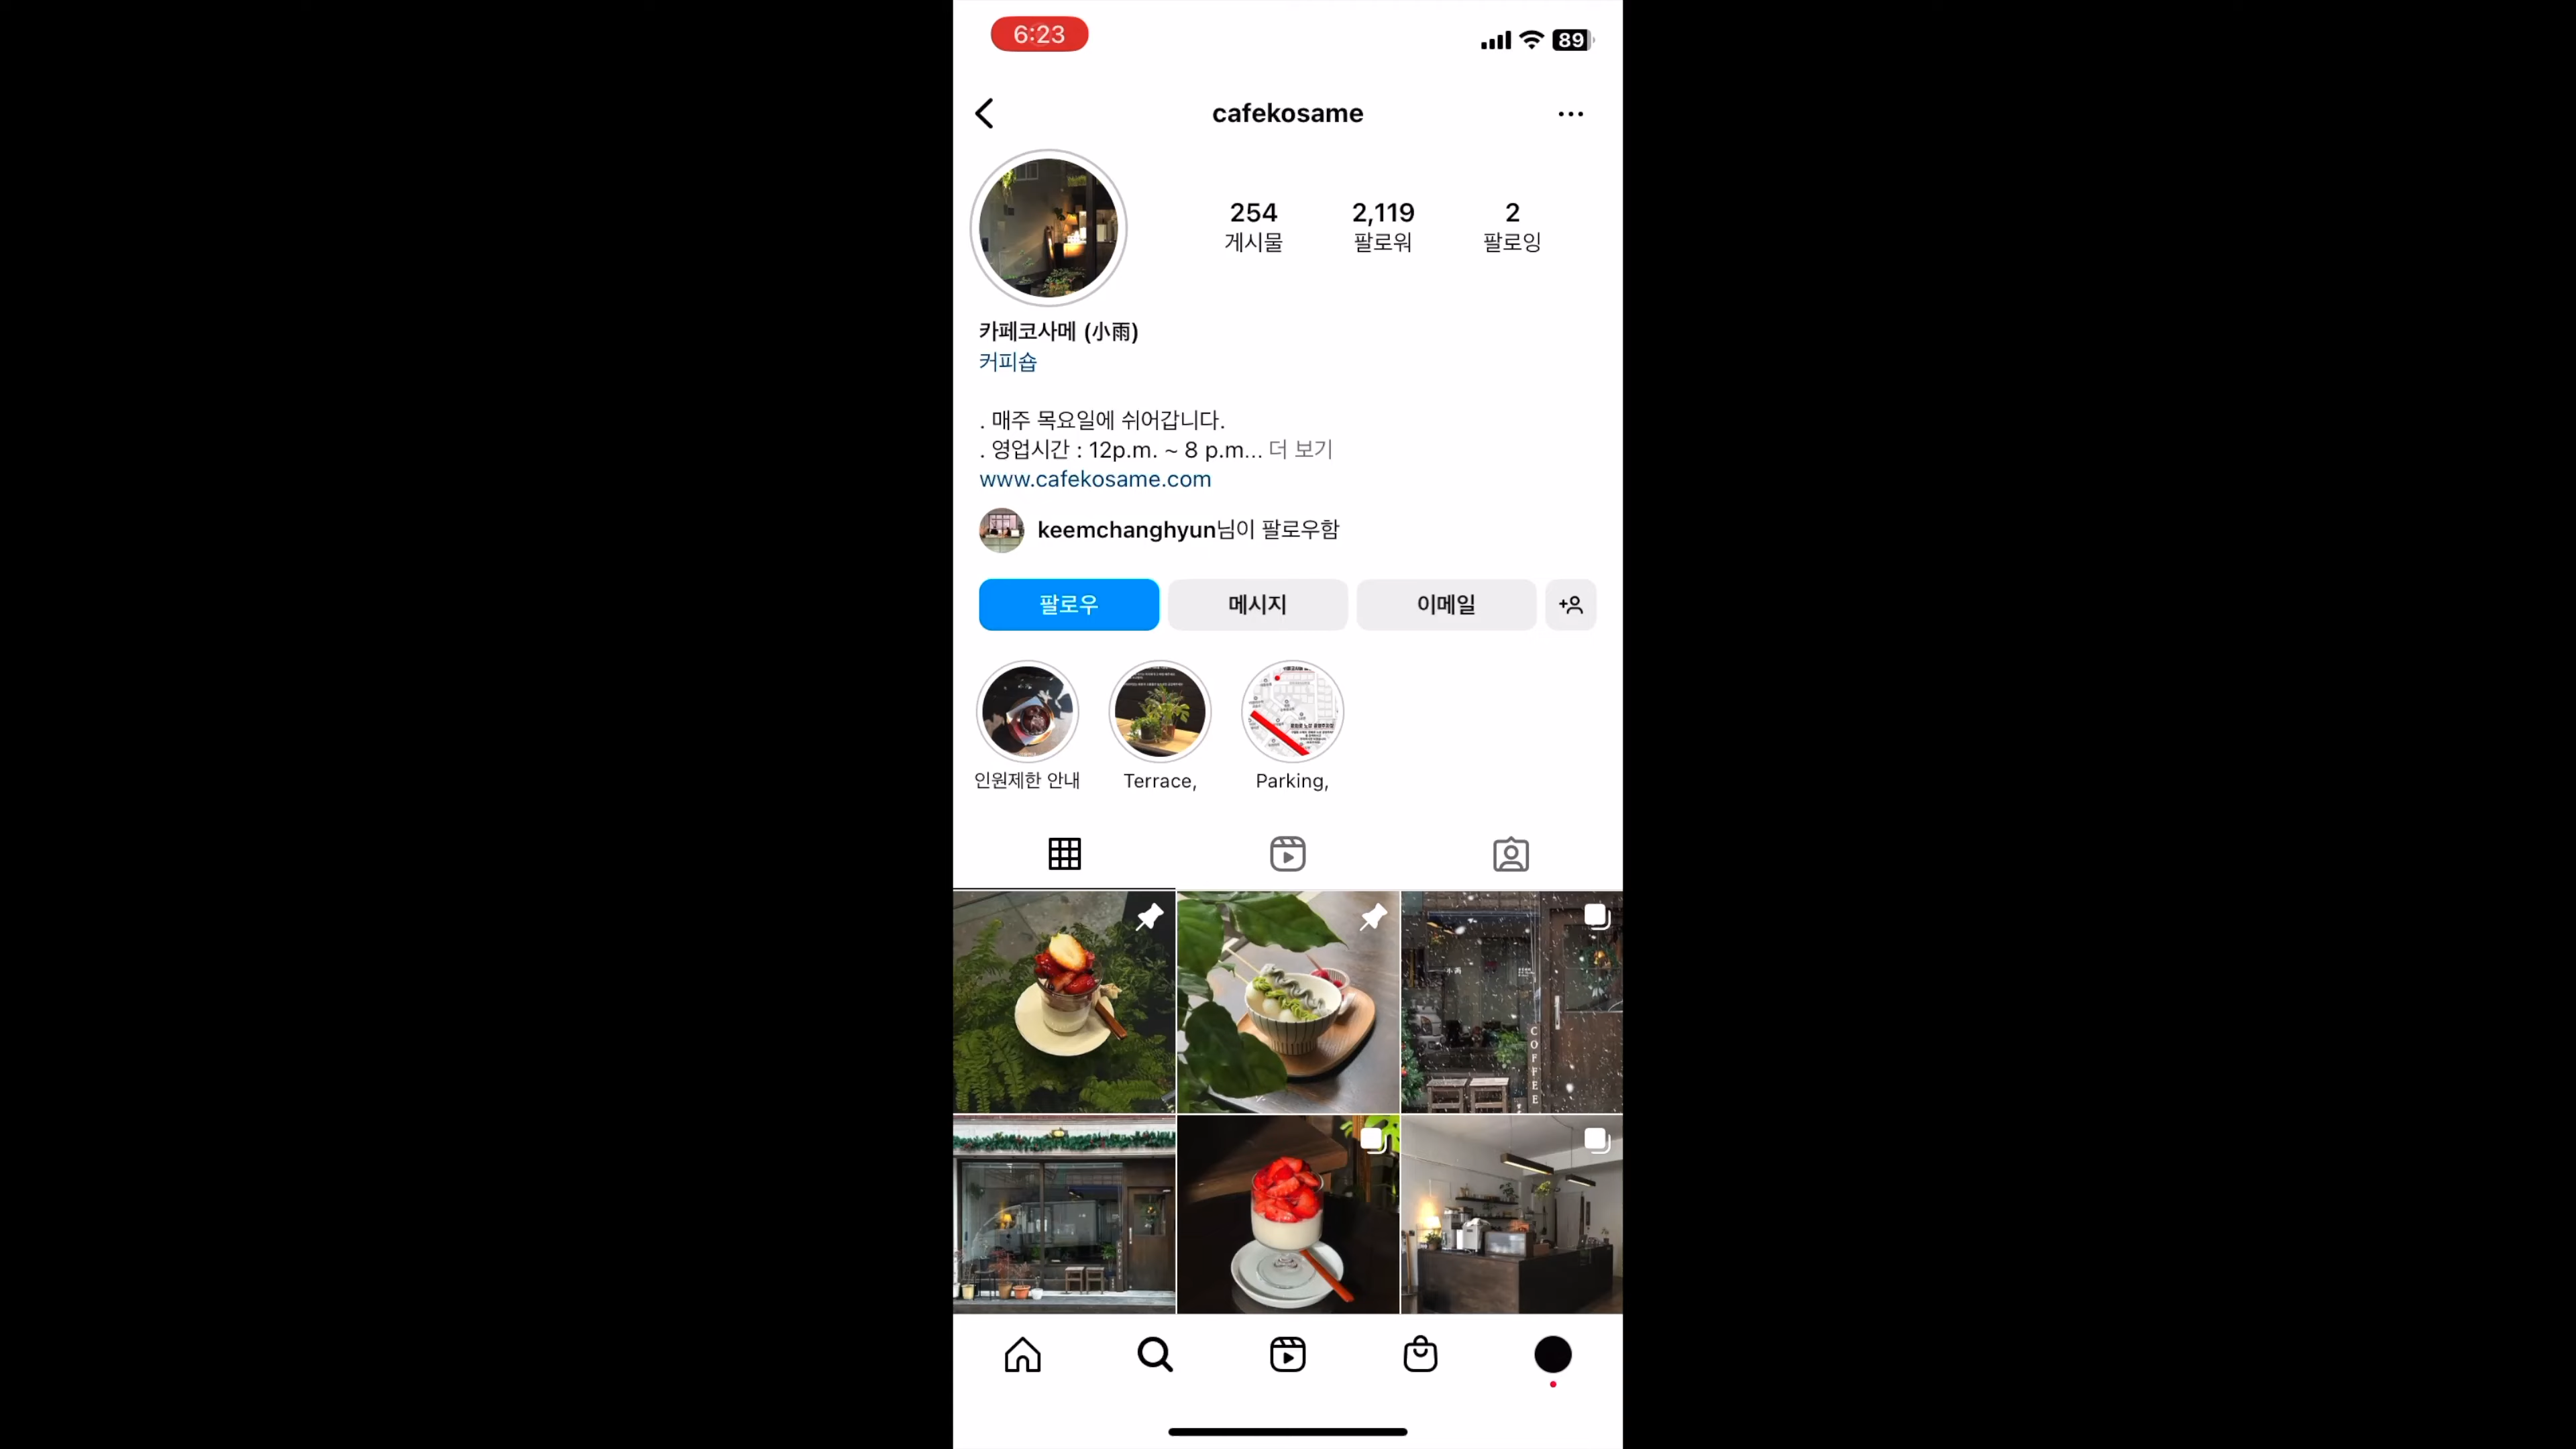 6:23
89
cafekosame
254
2,119
2
게시물
팔로워
팔로잉
카페코사메 (小雨)
커피숍
. 매주 목요일에 쉬어갑니다.
. 영업시간 : 12p.m. ~ 8 p.m... 더 보기
www.cafekosame.com
keemchanghyun님이 팔로우함
팔로우
메시지
이메일
인원제한 안내
Terrace,
Parking,
小雨
COFFEE